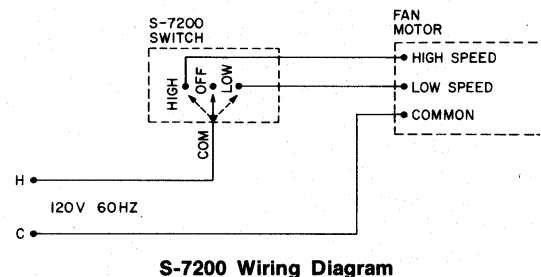 S-7200
SWITCH
HIGH
OFF
LOW
COM
FAN
MOTOR
HIGH SPEED
LOW SPEED
COMMON
H
120V 60HZ
C
S-7200 Wiring Diagram